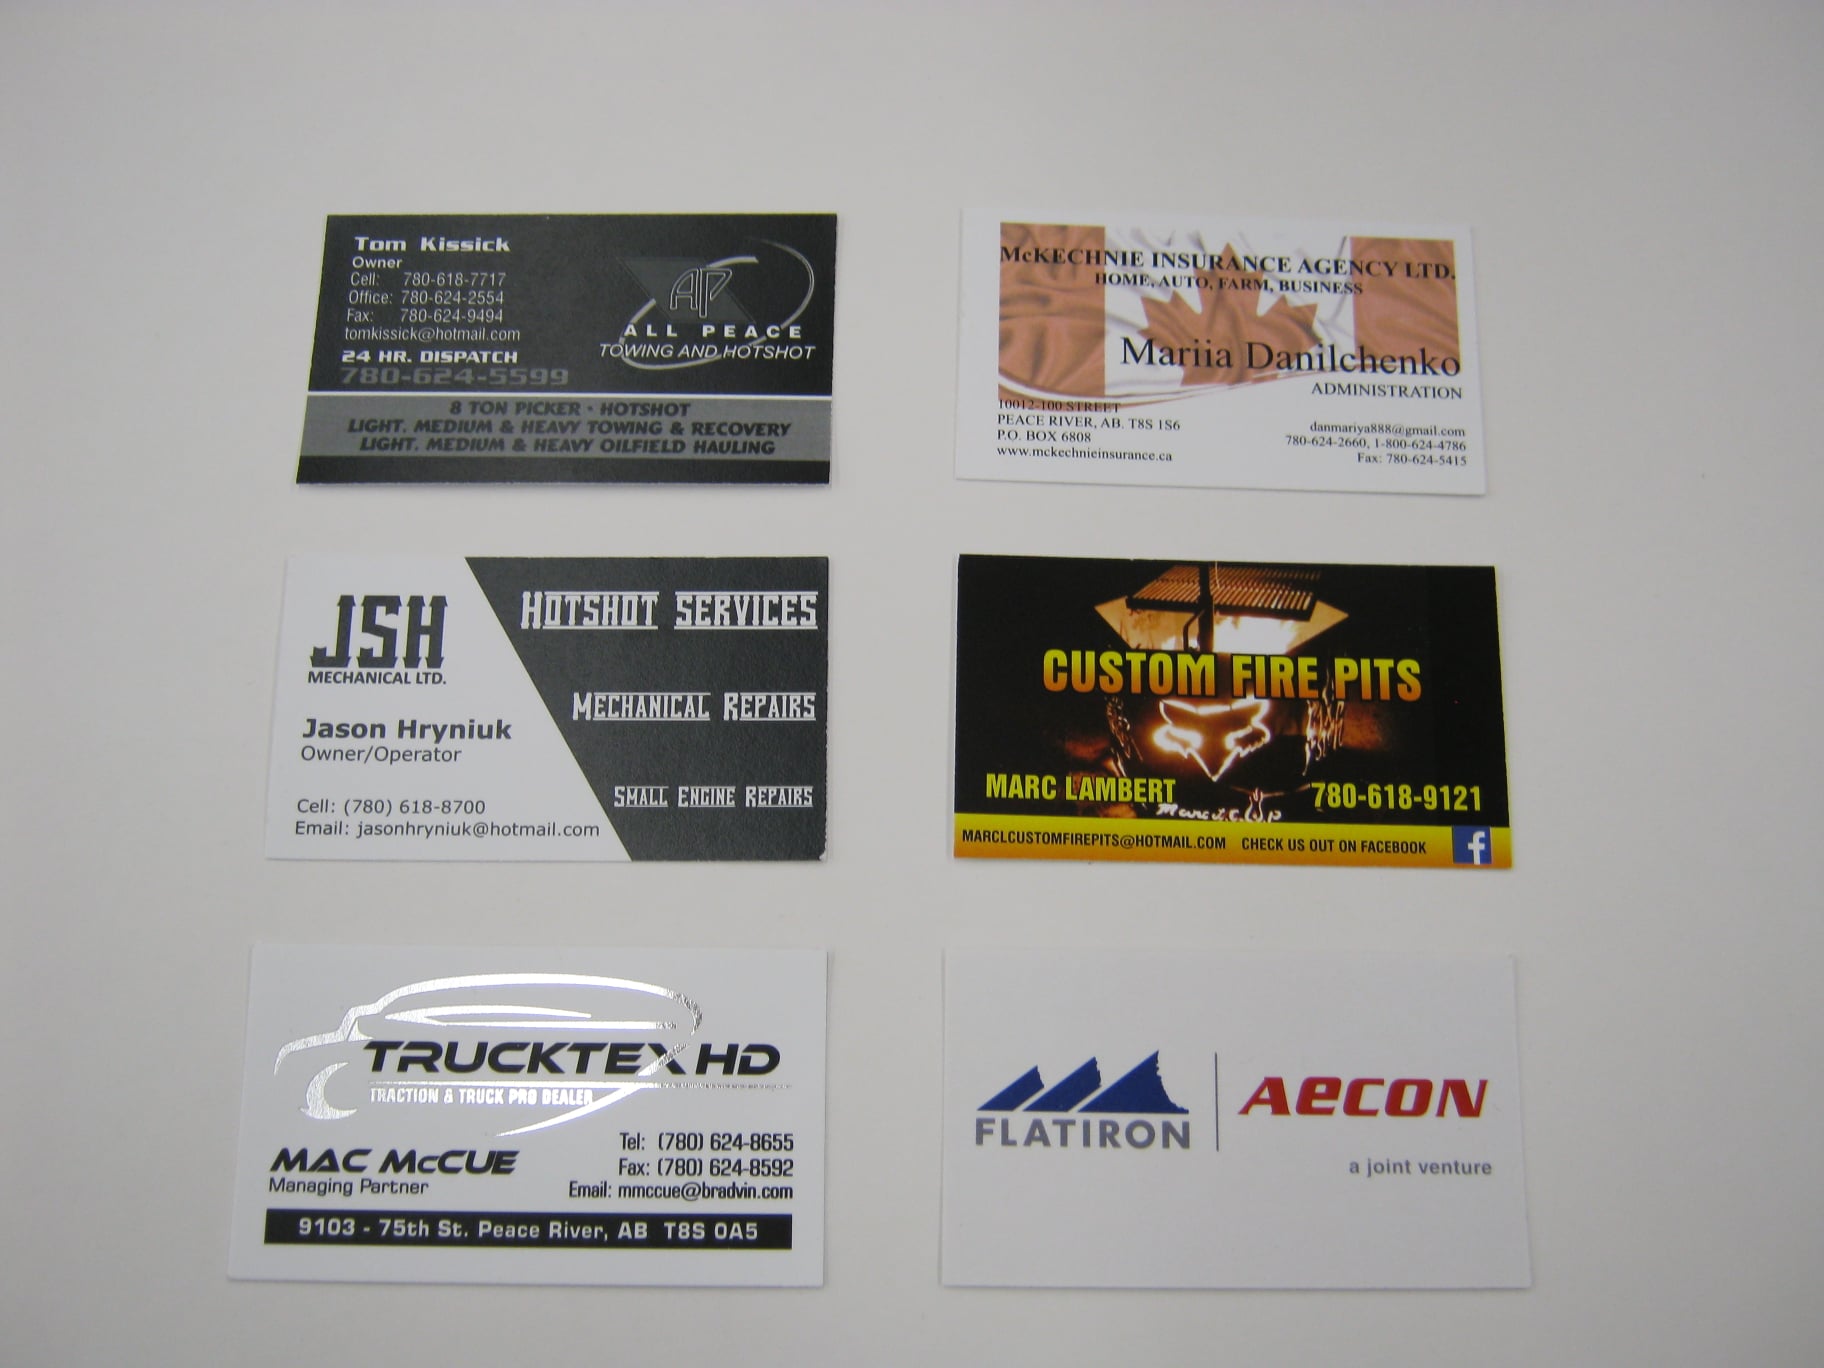 Tom Kissick
Owner
Cell: 780-618-7717
Office: 780-624-2554
Fax: 780-624-9494
tomkissick@hotmail.com
24 HR. DISPATCH
780-624-5599
AP
ALL PEACE
TOWING AND HOTSHOT
8 TON PICKER - HOTSHOT
LIGHT, MEDIUM & HEAVY TOWING & RECOVERY
LIGHT, MEDIUM & HEAVY OILFIELD HAULING
McKECHNIE INSURANCE AGENCY LTD.
HOME, AUTO, FARM, BUSINESS
Mariia Danilchenko
ADMINISTRATION
10012-100 STREET
PEACE RIVER, AB. T8S 1S6
P.O. BOX 6808
www.mckechnieinsurance.ca
danmariya888@gmail.com
780-624-2660, 1-800-624-4786
Fax: 780-624-5415
JSH
MECHANICAL LTD.
Jason Hryniuk
Owner/Operator
Cell: (780) 618-8700
Email: jasonhryniuk@hotmail.com
HOTSHOT SERVICES
MECHANICAL REPAIRS
SMALL ENGINE REPAIRS
CUSTOM FIRE PITS
MARC LAMBERT
780-618-9121
Marc L.C.F.P
MARCLCUSTOMFIREPITS@HOTMAIL.COM CHECK US OUT ON FACEBOOK f
TRUCKTEX HD
TRACTION & TRUCK PRO DEALER
MAC McCUE
Managing Partner
Tel: (780) 624-8655
Fax: (780) 624-8592
Email: mmccue@bradvin.com
9103 - 75th St. Peace River, AB T8S 0A5
FLATIRON
AECON
a joint venture